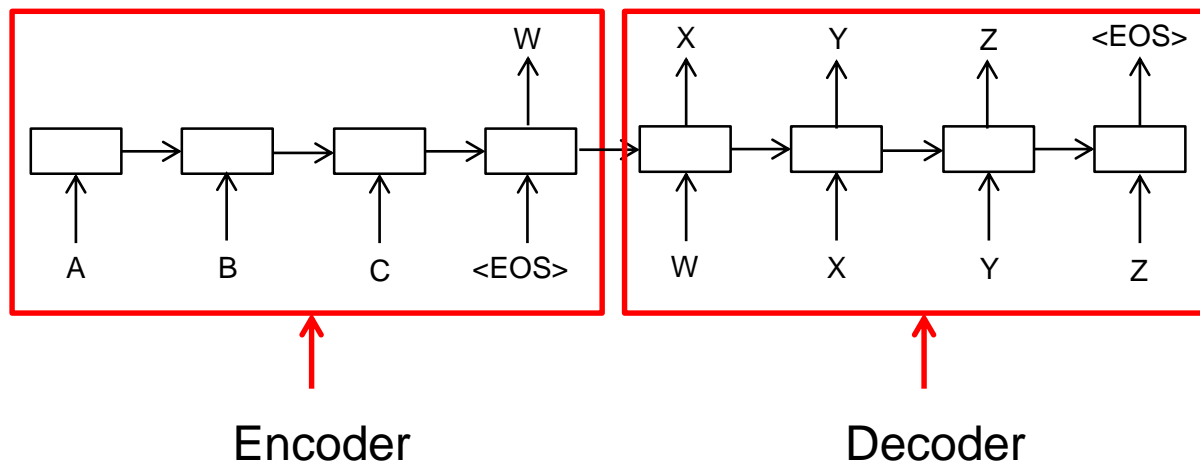 W X Y Z <EOS>
A B C <EOS> W X Y Z
Encoder Decoder